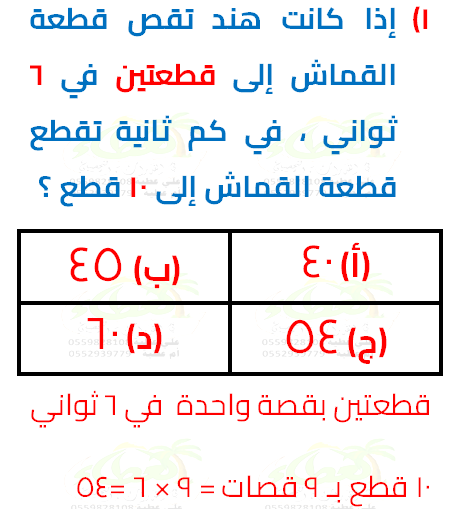 ١) إذا كانت هند تقص قطعة
القماش إلى قطعتين في ٦
ثواني ، في كم ثانية تقطع
قطعة القماش إلى ١٠ قطع ؟
(أ) ٤٠
(ب) ٤٥
(ج) ٥٤
(د) ٦٠
قطعتين بقصة واحدة في ٦ ثواني
١٠ قطع بـ ٩ قصات = ٩ × ٦ =٥٤